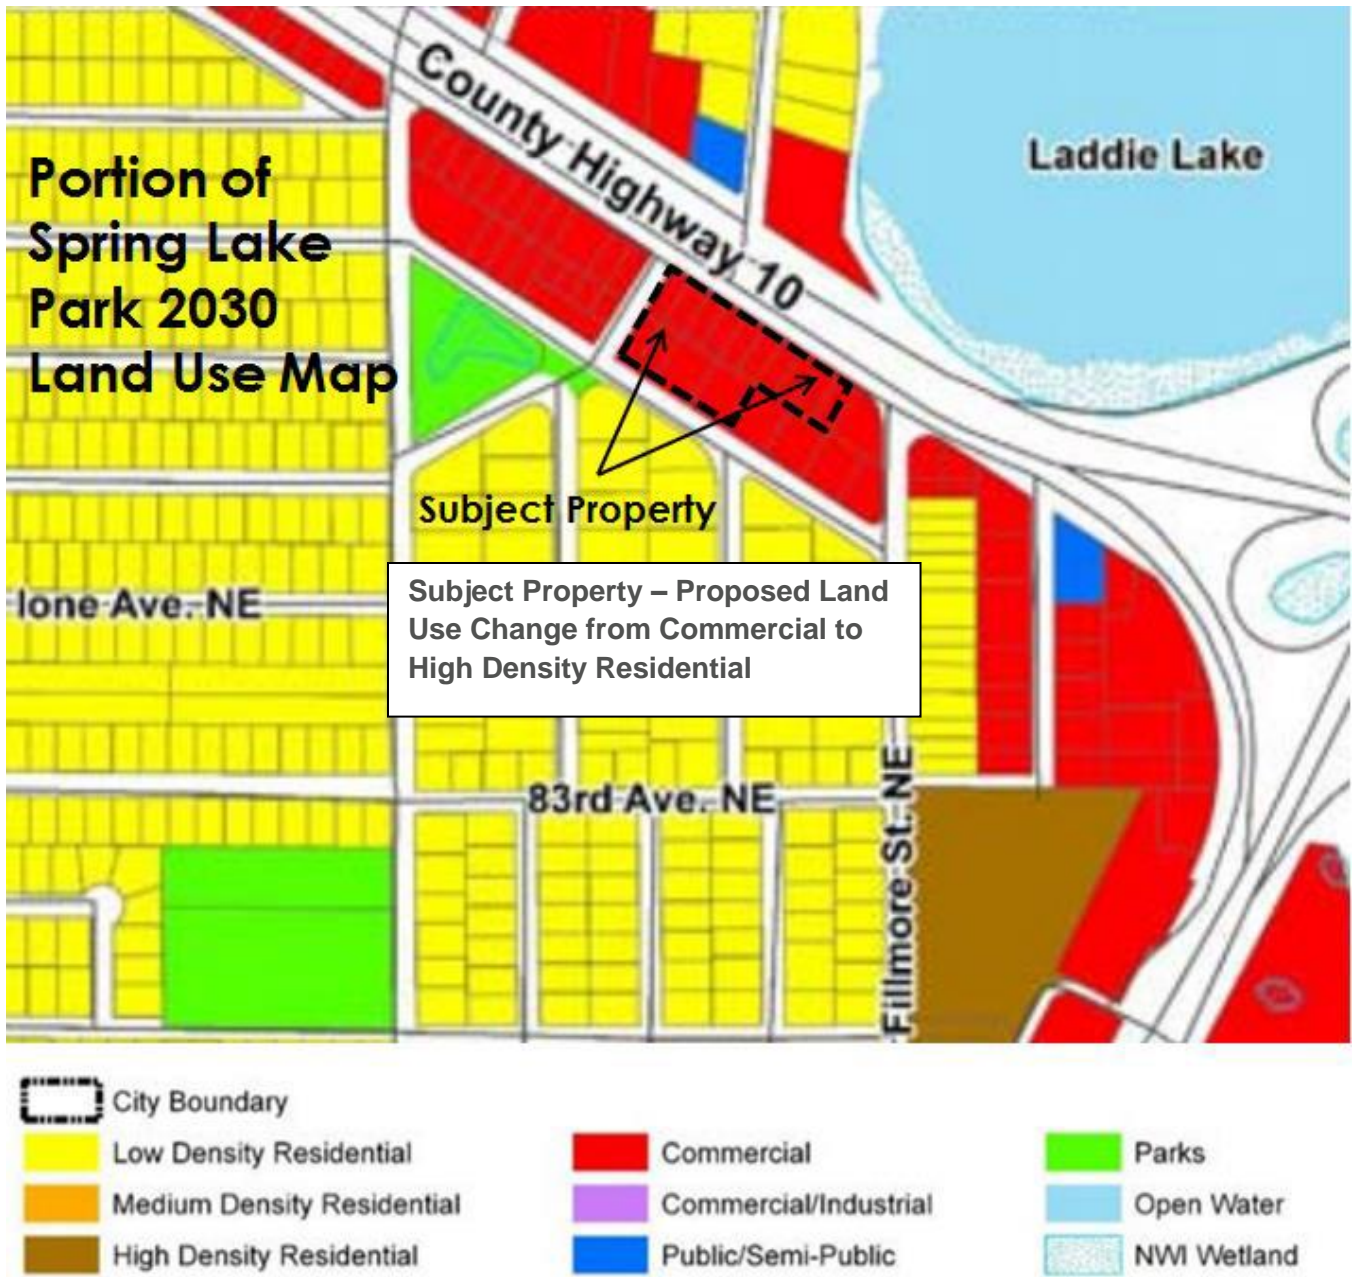 County Highway 10
Laddie Lake
Portion of
Spring Lake
Park 2030
Land Use Map
Subject Property
Subject Property – Proposed Land
Use Change from Commercial to
High Density Residential
lone Ave. NE
83rd Ave. NE
Fillmore St. NE
City Boundary
Low Density Residential
Medium Density Residential
High Density Residential
Commercial
Commercial/Industrial
Public/Semi-Public
Parks
Open Water
NWI Wetland